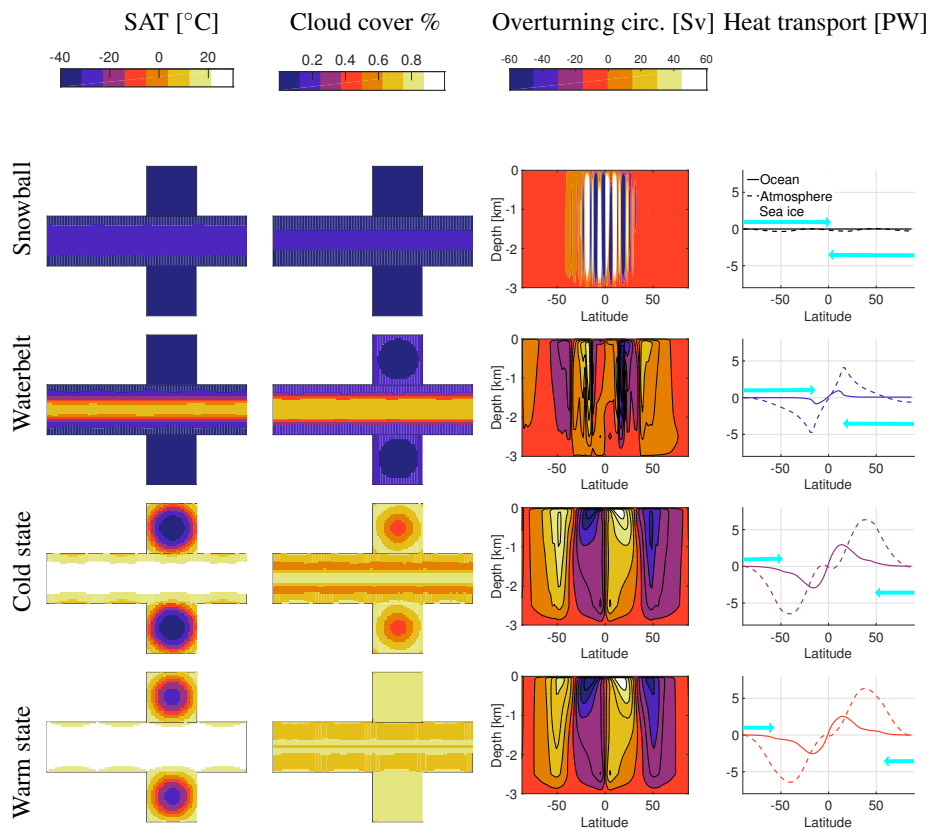 SAT [°C] Cloud cover % Overturning circ. [Sv] Heat transport [PW]
-40 -20 0 20
0.2 0.4 0.6 0.8
-60 -40 -20 0 20 40 60
Snowball
0
-1
-2
-3
Depth [km]
-50 0 50
Latitude
Ocean
Atmosphere
Sea ice
5
0
-5
-50 0 50
Latitude
Waterbelt
0
-1
-2
-3
Depth [km]
-50 0 50
Latitude
5
0
-5
-50 0 50
Latitude
Cold state
0
-1
-2
-3
Depth [km]
-50 0 50
Latitude
5
0
-5
-50 0 50
Latitude
Warm state
0
-1
-2
-3
Depth [km]
-50 0 50
Latitude
5
0
-5
-50 0 50
Latitude